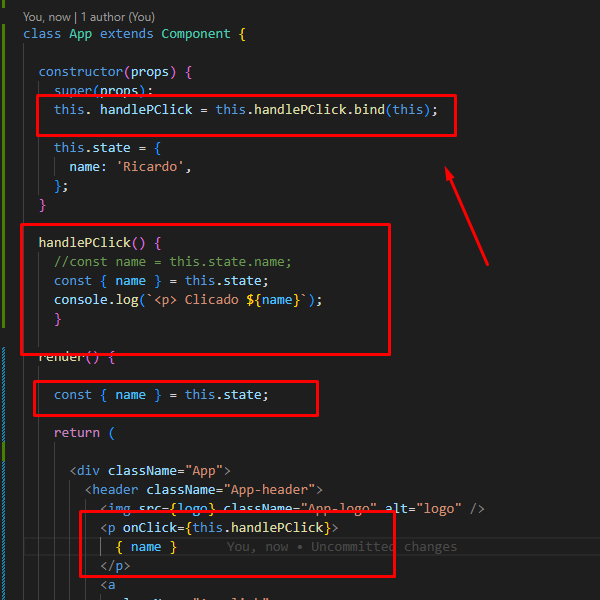 You, now | 1 author (You)
class App extends Component {
constructor(props) {
super(props);
this. handlePClick = this.handlePClick.bind(this);
this.state = {
name: 'Ricardo',
};
}
handlePClick() {
//const name = this.state.name;
const { name } = this.state;
console.log(`<p> Clicado ${name}`);
}
render() {
const { name } = this.state;
return (
<div className="App">
<header className="App-header">
<img src={logo} className="App-logo" alt="logo" />
<p onClick={this.handlePClick}>
{ name } You, now • Uncommitted changes
</p>
<a